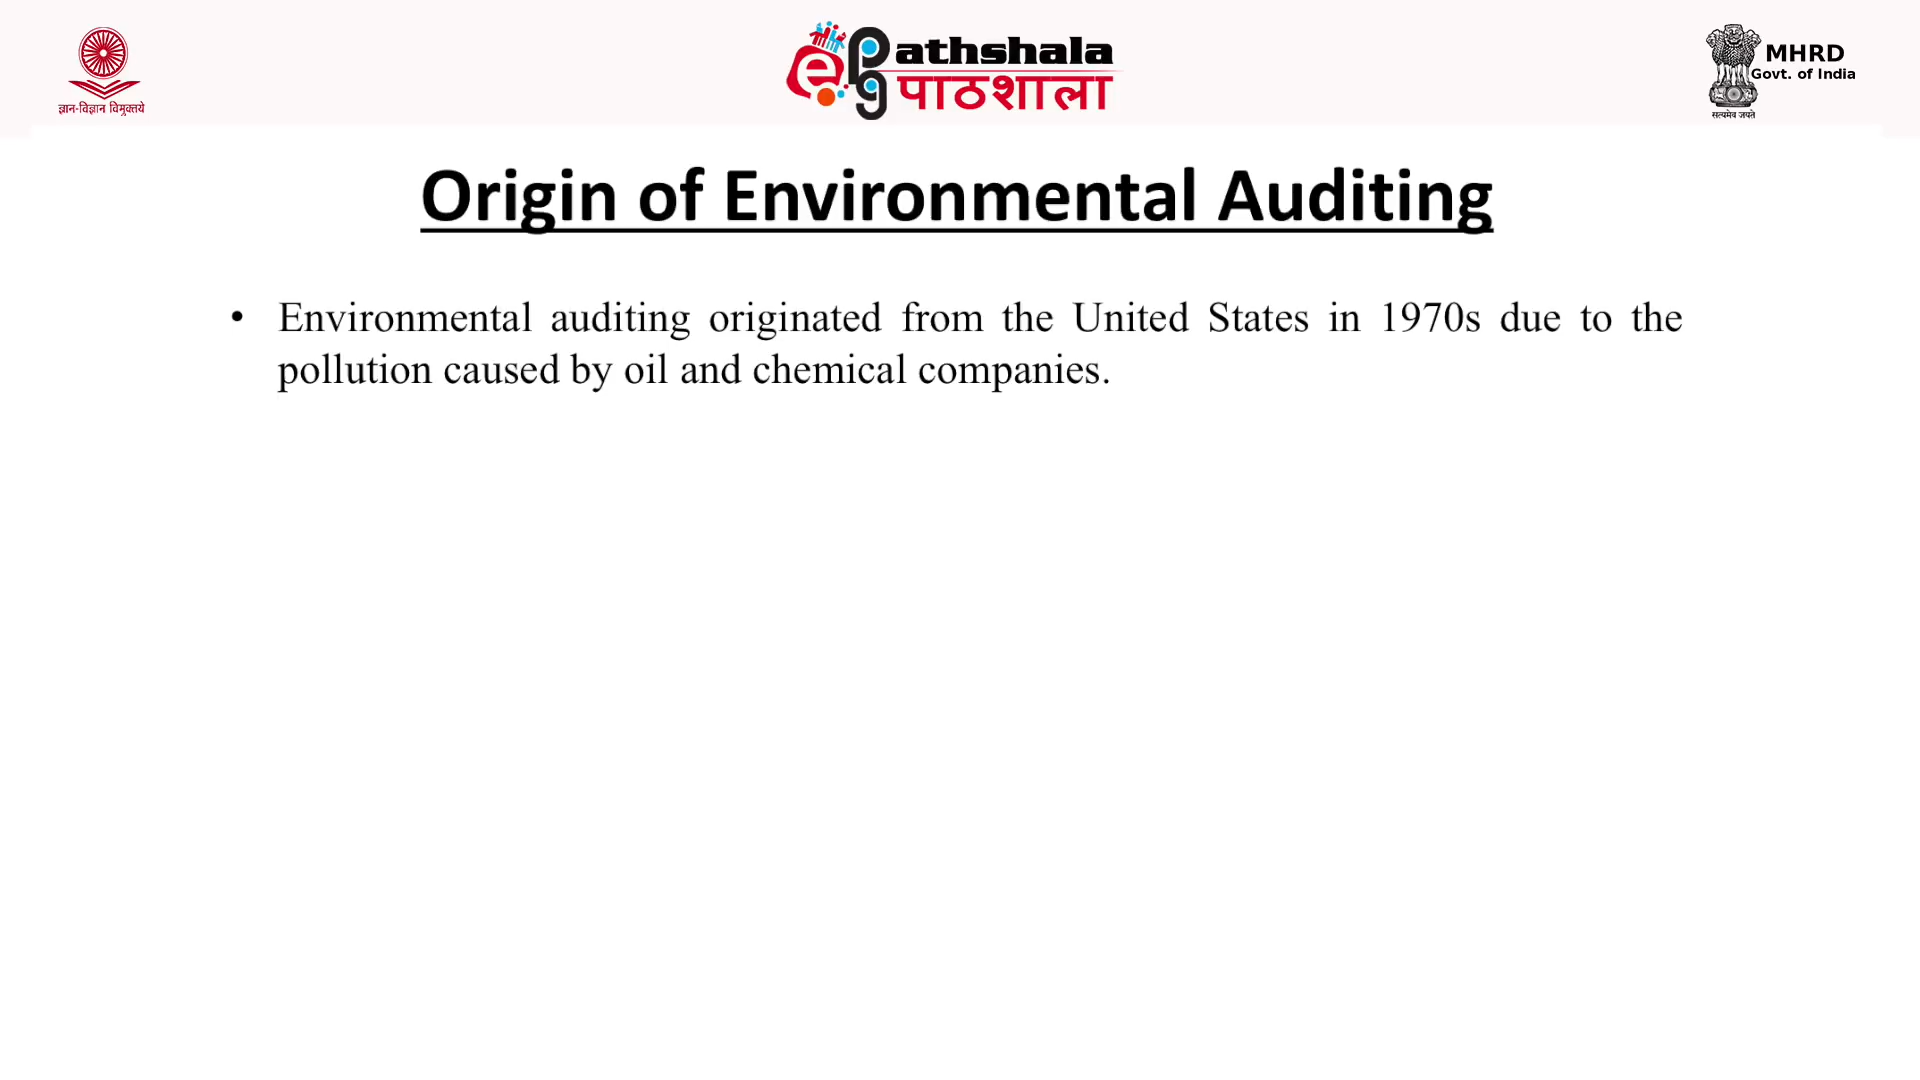 ज्ञान-विज्ञान विमुक्तये
e PG athshala
पाठशाला
MHRD
Govt. of India
सत्यमेव जयते
Origin of Environmental Auditing
• Environmental auditing originated from the United States in 1970s due to the
pollution caused by oil and chemical companies.